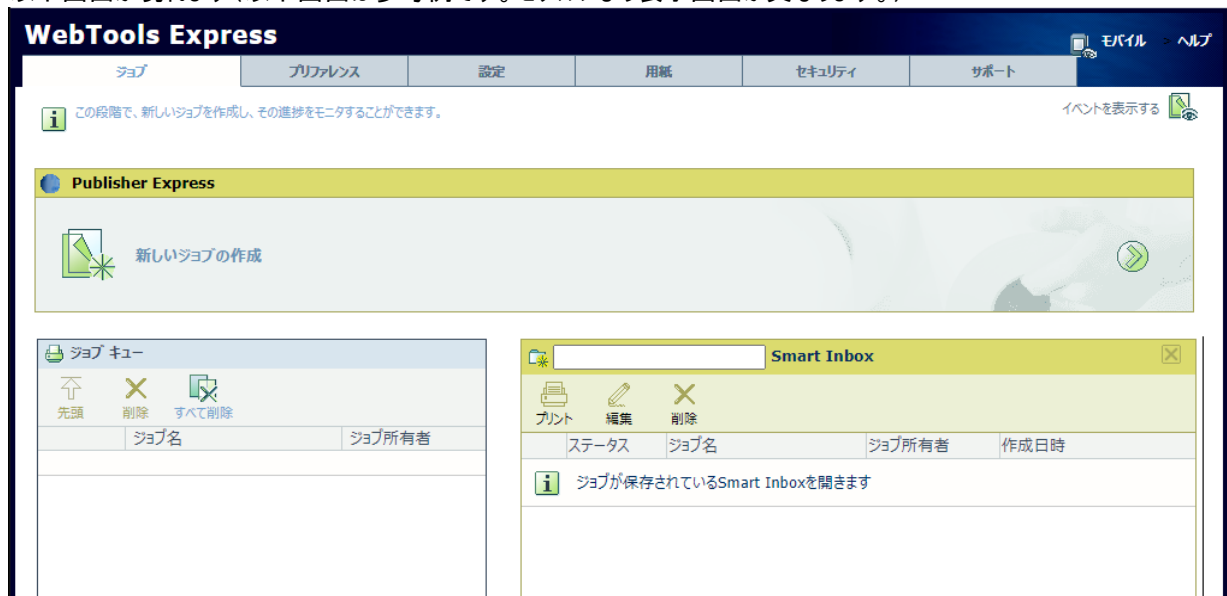 WebTools Express
モバイル
ヘルプ
ジョブ
プリファレンス
設定
用紙
セキュリティ
サポート
この段階で、新しいジョブを作成し、その進捗をモニタすることができます。
イベントを表示する
Publisher Express
新しいジョブの作成
ジョブ キュー
先頭
削除
すべて削除
ジョブ名
ジョブ所有者
Smart Inbox
プリント
編集
削除
ステータス
ジョブ名
ジョブ所有者
作成日時
ジョブが保存されているSmart Inboxを開きます